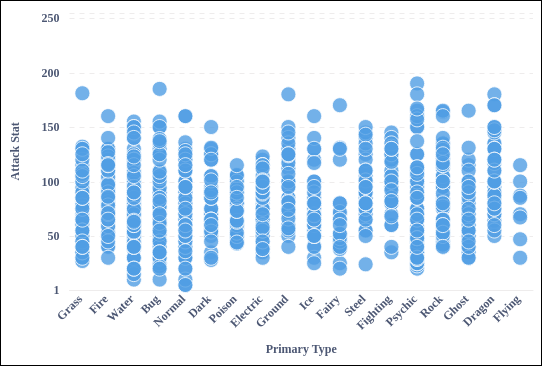 250
200
150
100
50
1
Attack Stat
Grass
Fire
Water
Bug
Normal
Dark
Poison
Electric
Ground
Ice
Fairy
Steel
Fighting
Psychic
Rock
Ghost
Dragon
Flying
Primary Type